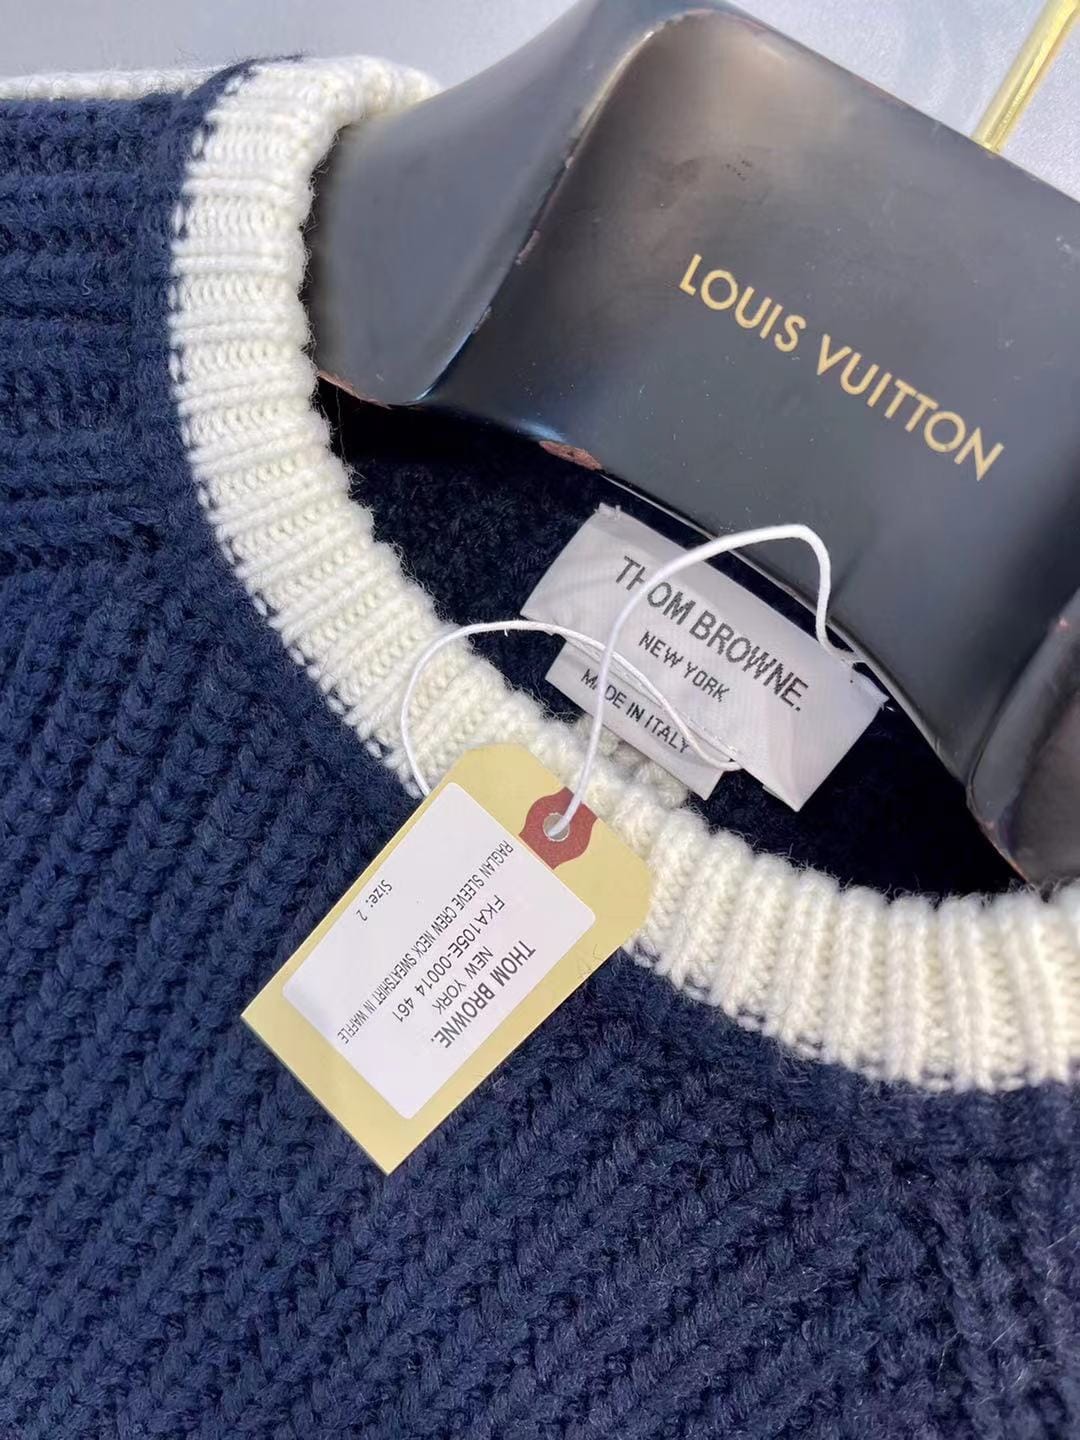 LOUIS VUITTON
THOM BROWNE.
NEW YORK
MADE IN ITALY
THOM BROWNE.
NEW YORK
FKA105E-00014 461
RAGLAN SLEEVE CREW NECK SWEATSHIRT IN WAFFLE
Size: 2